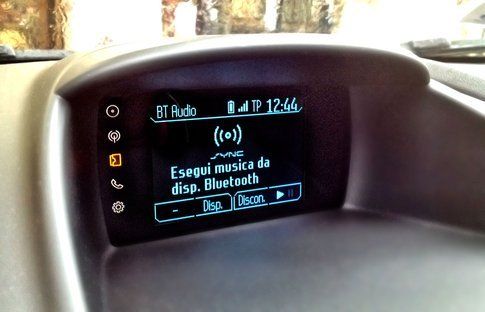 BT Audio TP 12:44
SYNC
Esegui musica da
disp. Bluetooth
- Disp. Discon.